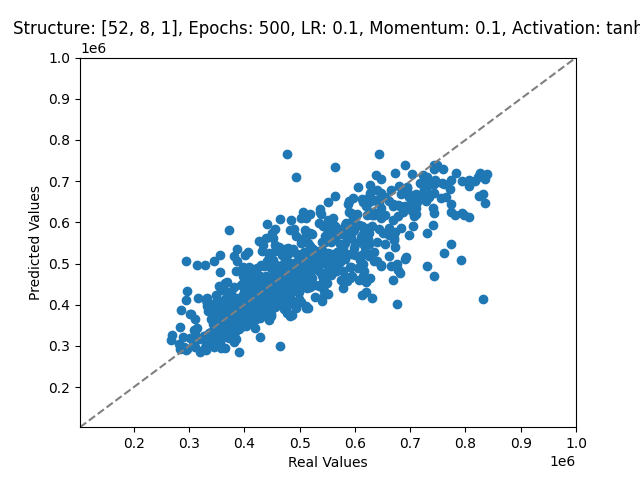 Structure: [52, 8, 1], Epochs: 500, LR: 0.1, Momentum: 0.1, Activation: tanh
1e6
1.0
0.9
0.8
0.7
0.6
0.5
0.4
0.3
0.2
Predicted Values
0.2 0.3 0.4 0.5 0.6 0.7 0.8 0.9 1.0
Real Values
1e6